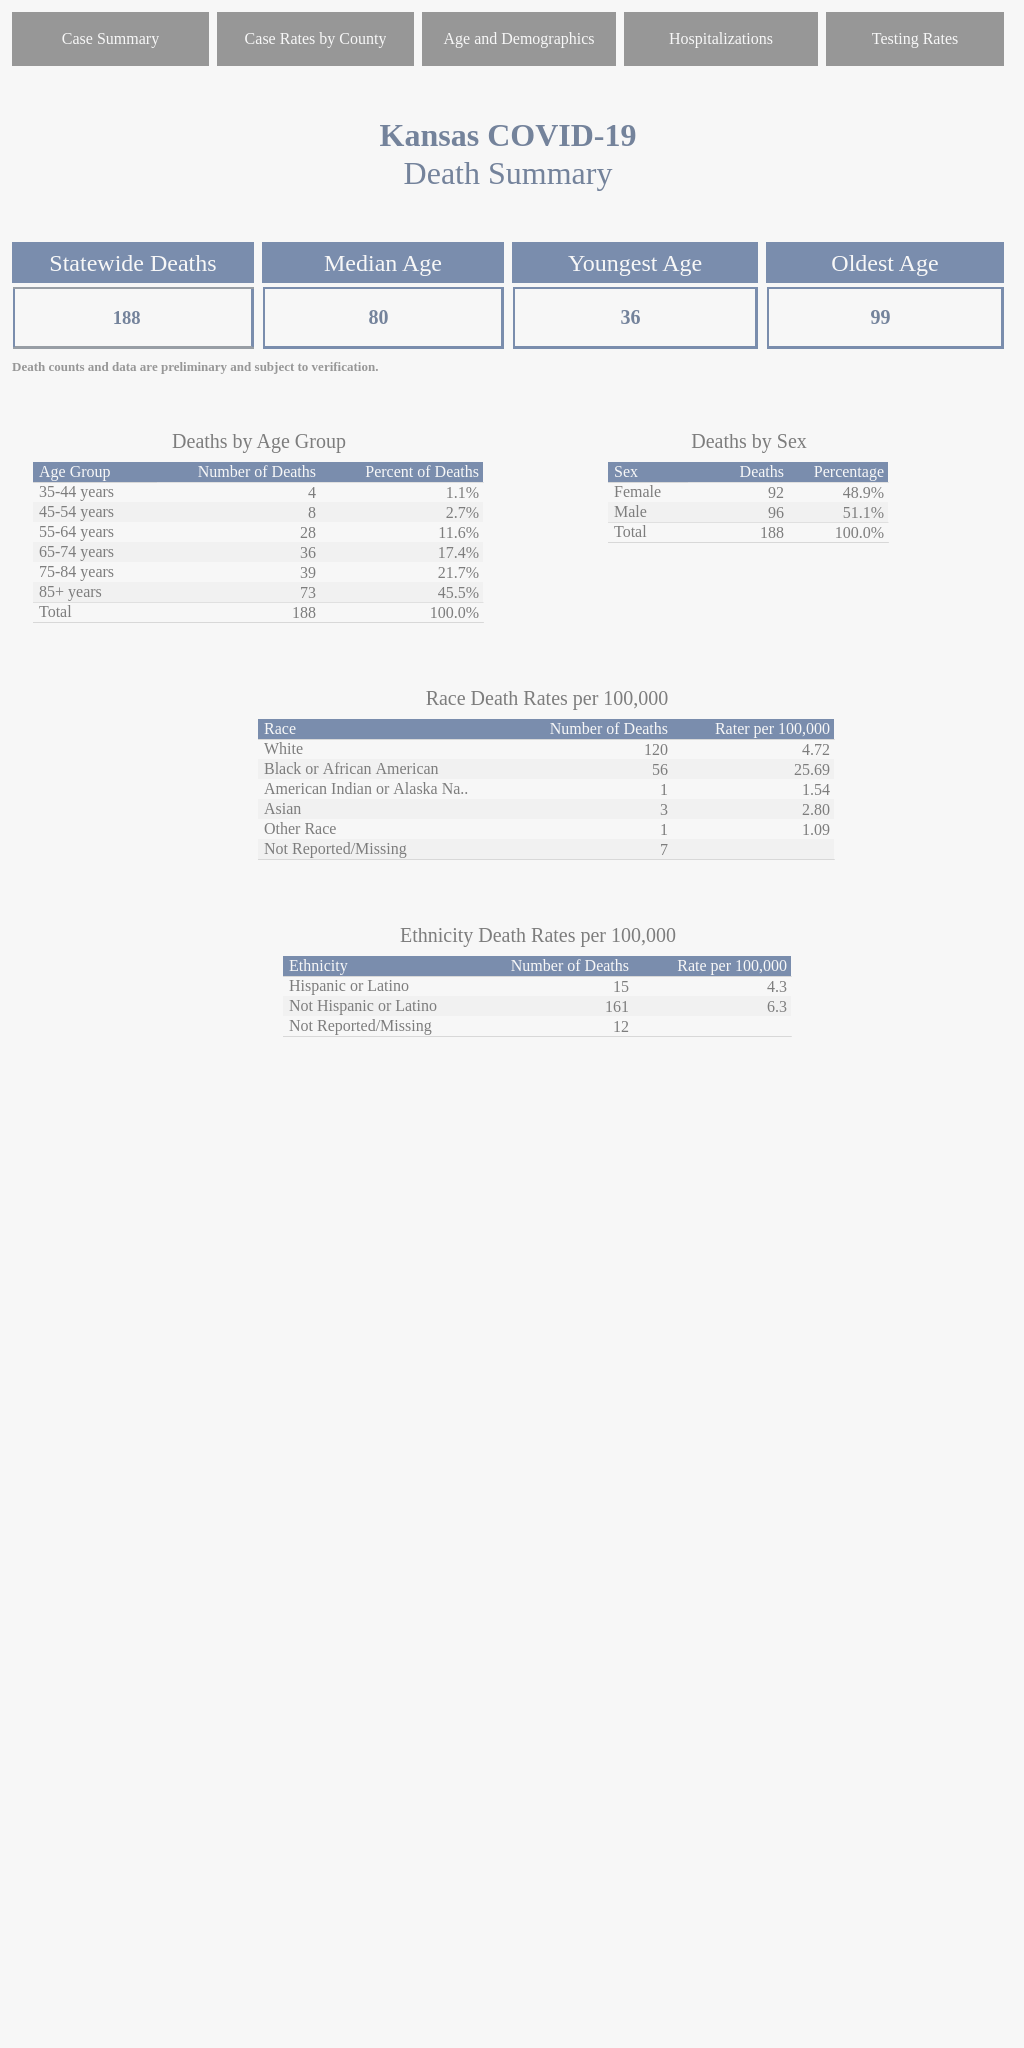 Case Summary
Case Rates by County
Age and Demographics
Hospitalizations
Testing Rates
Kansas COVID-19
Death Summary
Statewide Deaths
Median Age
Youngest Age
Oldest Age
188
80
36
99
Death counts and data are preliminary and subject to verification.
Deaths by Age Group
Age Group Number of Deaths Percent of Deaths
35-44 years 4 1.1%
45-54 years 8 2.7%
55-64 years 28 11.6%
65-74 years 36 17.4%
75-84 years 39 21.7%
85+ years 73 45.5%
Total 188 100.0%
Deaths by Sex
Sex Deaths Percentage
Female 92 48.9%
Male 96 51.1%
Total 188 100.0%
Race Death Rates per 100,000
Race Number of Deaths Rater per 100,000
White 120 4.72
Black or African American 56 25.69
American Indian or Alaska Na.. 1 1.54
Asian 3 2.80
Other Race 1 1.09
Not Reported/Missing 7
Ethnicity Death Rates per 100,000
Ethnicity Number of Deaths Rate per 100,000
Hispanic or Latino 15 4.3
Not Hispanic or Latino 161 6.3
Not Reported/Missing 12